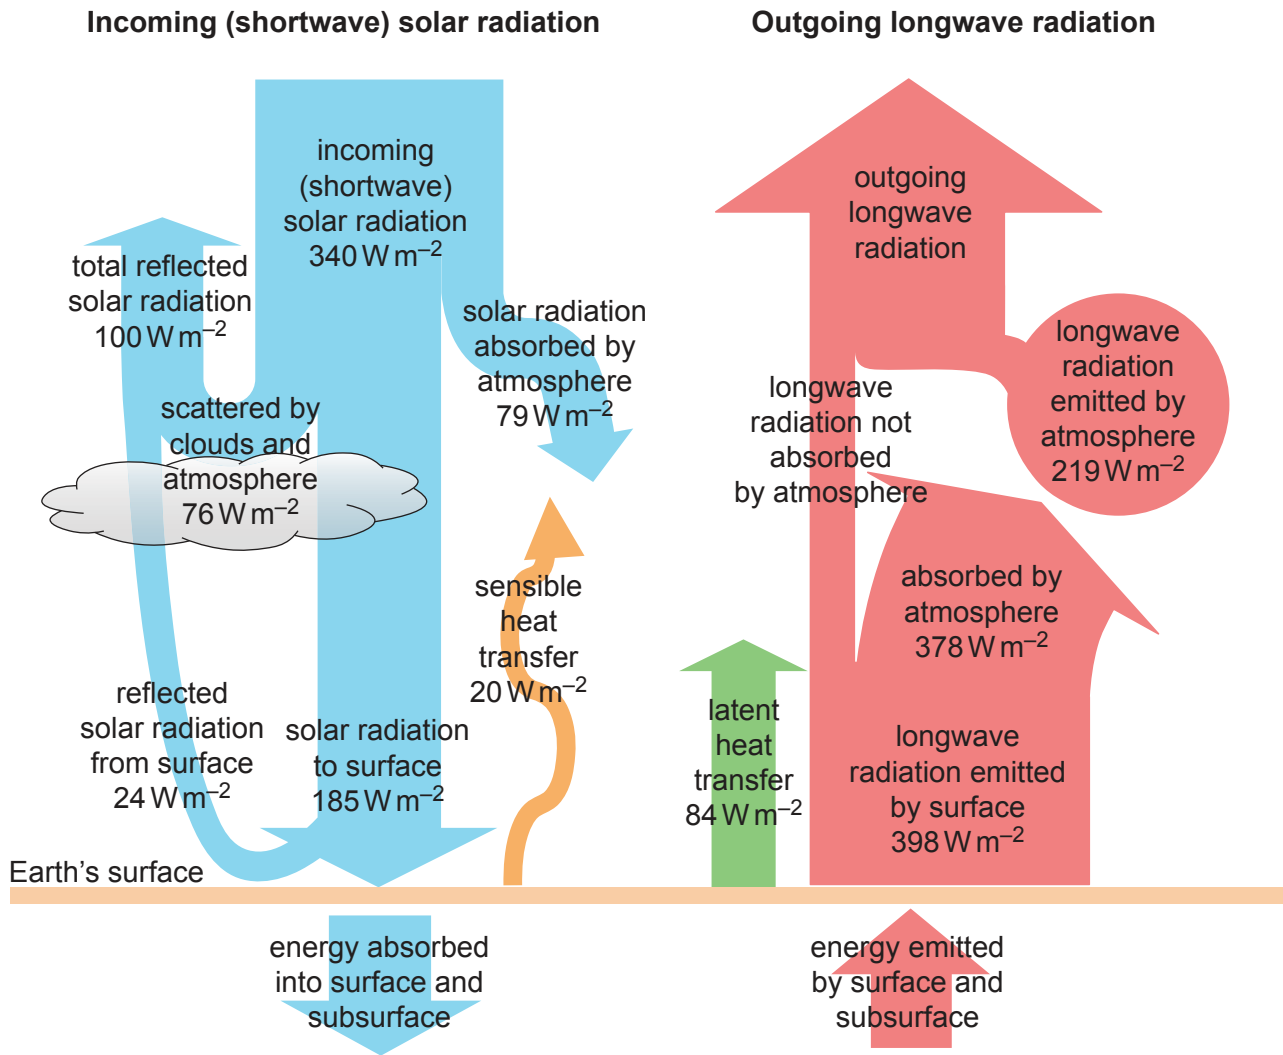 Incoming (shortwave) solar radiation
Outgoing longwave radiation
incoming
(shortwave)
solar radiation
340 W m–2
total reflected
solar radiation
100 W m–2
solar radiation
absorbed by
atmosphere
79 W m–2
scattered by
clouds and
atmosphere
76 W m–2
sensible
heat
transfer
20 W m–2
reflected
solar radiation
from surface
24 W m–2
solar radiation
to surface
185 W m–2
outgoing
longwave
radiation
longwave
radiation
emitted by
atmosphere
219 W m–2
longwave
radiation not
absorbed
by atmosphere
absorbed by
atmosphere
378 W m–2
latent
heat
transfer
84 W m–2
longwave
radiation emitted
by surface
398 W m–2
Earth’s surface
energy absorbed
into surface and
subsurface
energy emitted
by surface and
subsurface